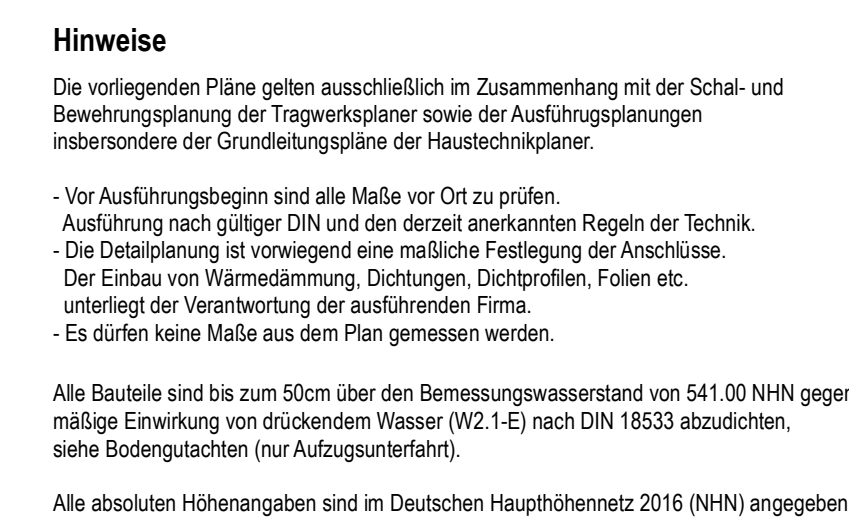 Hinweise
Die vorliegenden Pläne gelten ausschließlich im Zusammenhang mit der Schal- und
Bewehrungsplanung der Tragwerksplaner sowie der Ausführugsplanungen
insbersondere der Grundleitungspläne der Haustechnikplaner.
- Vor Ausführungsbeginn sind alle Maße vor Ort zu prüfen.
Ausführung nach gültiger DIN und den derzeit anerkannten Regeln der Technik.
- Die Detailplanung ist vorwiegend eine maßliche Festlegung der Anschlüsse.
Der Einbau von Wärmedämmung, Dichtungen, Dichtprofilen, Folien etc.
unterliegt der Verantwortung der ausführenden Firma.
- Es dürfen keine Maße aus dem Plan gemessen werden.
Alle Bauteile sind bis zum 50cm über den Bemessungswasserstand von 541.00 NHN gegen
mäßige Einwirkung von drückendem Wasser (W2.1-E) nach DIN 18533 abzudichten,
siehe Bodengutachten (nur Aufzugsunterfahrt).
Alle absoluten Höhenangaben sind im Deutschen Haupthöhennetz 2016 (NHN) angegeben